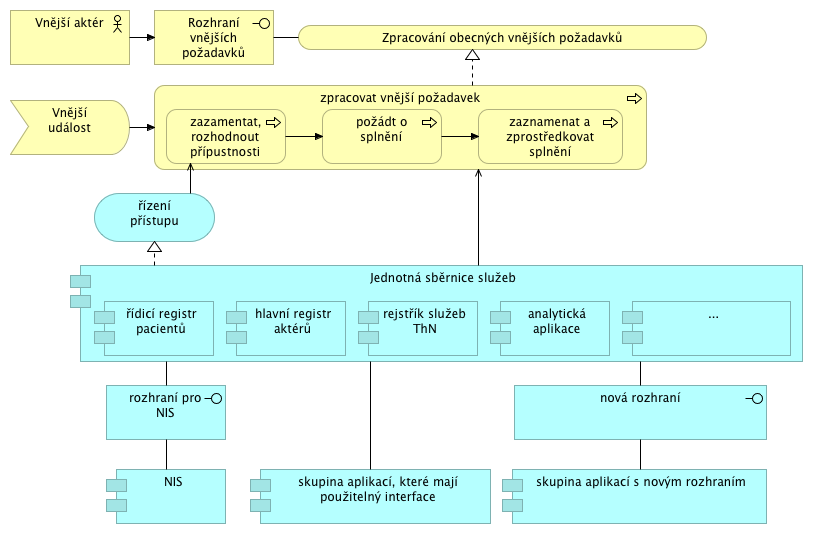 Vnější aktér
Rozhraní
vnějších
požadavků
Zpracování obecných vnějších požadavků
zpracovat vnější požadavek
Vnější
událost
zazamentat,
rozhodnout
přípustnosti
požádt o
splnění
zaznamenat a
zprostředkovat
splnění
řízení
přístupu
Jednotná sběrnice služeb
řídicí registr
pacientů
hlavní registr
aktérů
rejstřík služeb
ThN
analytická
aplikace
...
rozhraní pro
NIS
nová rozhraní
NIS
skupina aplikací, které mají
použitelný interface
skupina aplikací s novým rozhraním